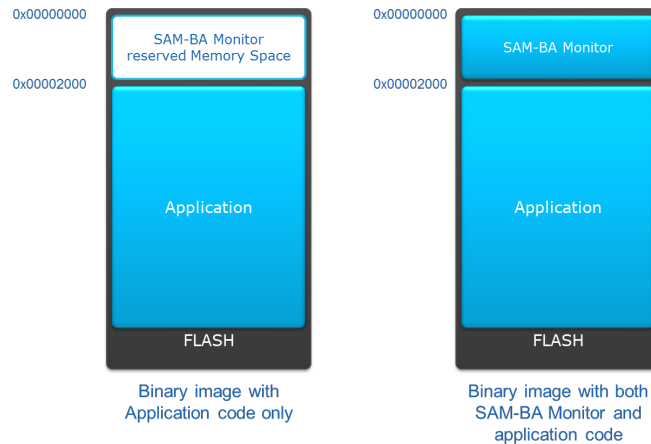 0x00000000
SAM-BA Monitor
reserved Memory Space
0x00002000
Application
FLASH
Binary image with
Application code only
0x00000000
SAM-BA Monitor
0x00002000
Application
FLASH
Binary image with both
SAM-BA Monitor and
application code